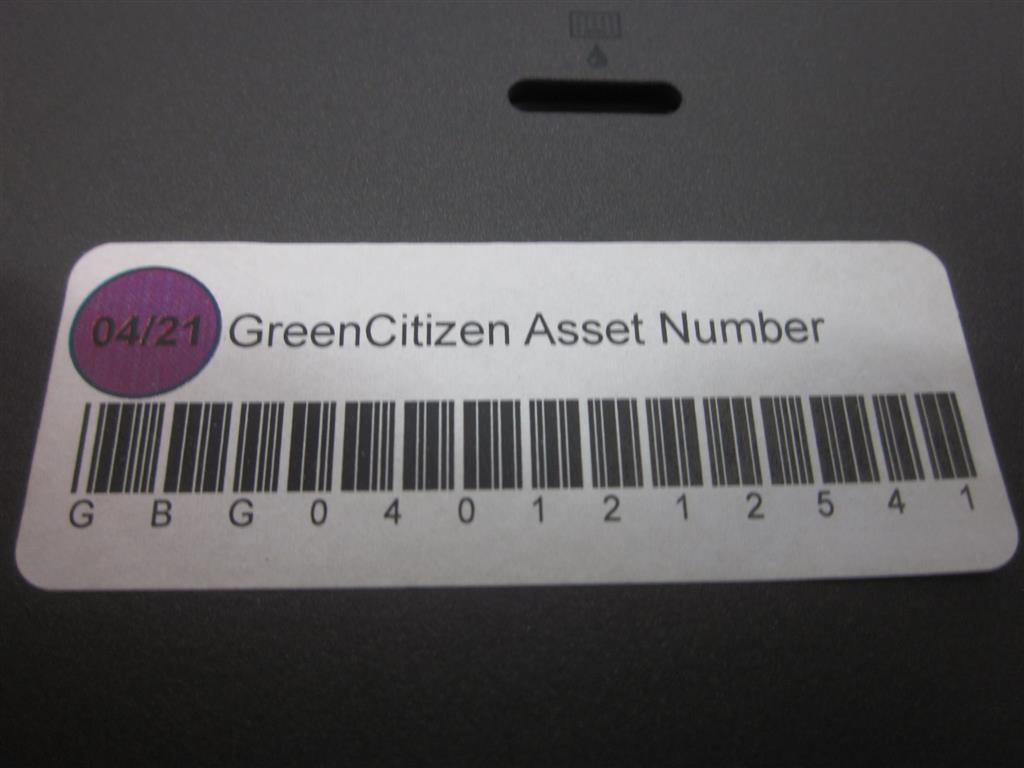 04/21 GreenCitizen Asset Number
G B G 0 4 0 1 2 1 2 5 4 1